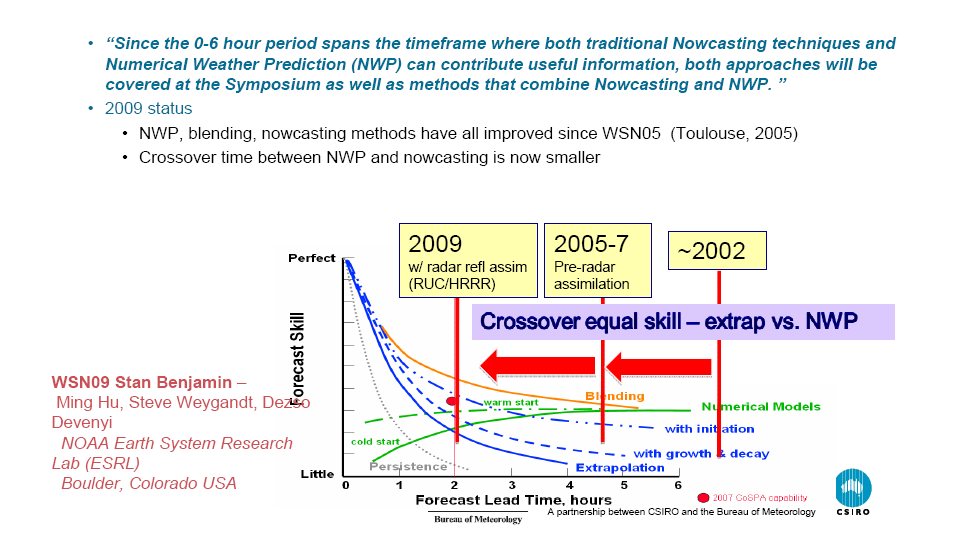 • “Since the 0-6 hour period spans the timeframe where both traditional Nowcasting techniques and
Numerical Weather Prediction (NWP) can contribute useful information, both approaches will be
covered at the Symposium as well as methods that combine Nowcasting and NWP. ”
• 2009 status
• NWP, blending, nowcasting methods have all improved since WSN05 (Toulouse, 2005)
• Crossover time between NWP and nowcasting is now smaller
2009
w/ radar refl assim
(RUC/HRRR)
2005-7
Pre-radar
assimilation
~2002
Crossover equal skill – extrap vs. NWP
Perfect
Forecast Skill
Little
WSN09 Stan Benjamin –
Ming Hu, Steve Weygandt, Dezso
Devenyi
NOAA Earth System Research
Lab (ESRL)
Boulder, Colorado USA
Blending
warm start
Numerical Models
with initiation
cold start
with growth & decay
Persistence
Extrapolation
0 1 2 3 4 5 6
Forecast Lead Time, hours
2007 CoSPA capability
Bureau of Meteorology
A partnership between CSIRO and the Bureau of Meteorology
CSIRO